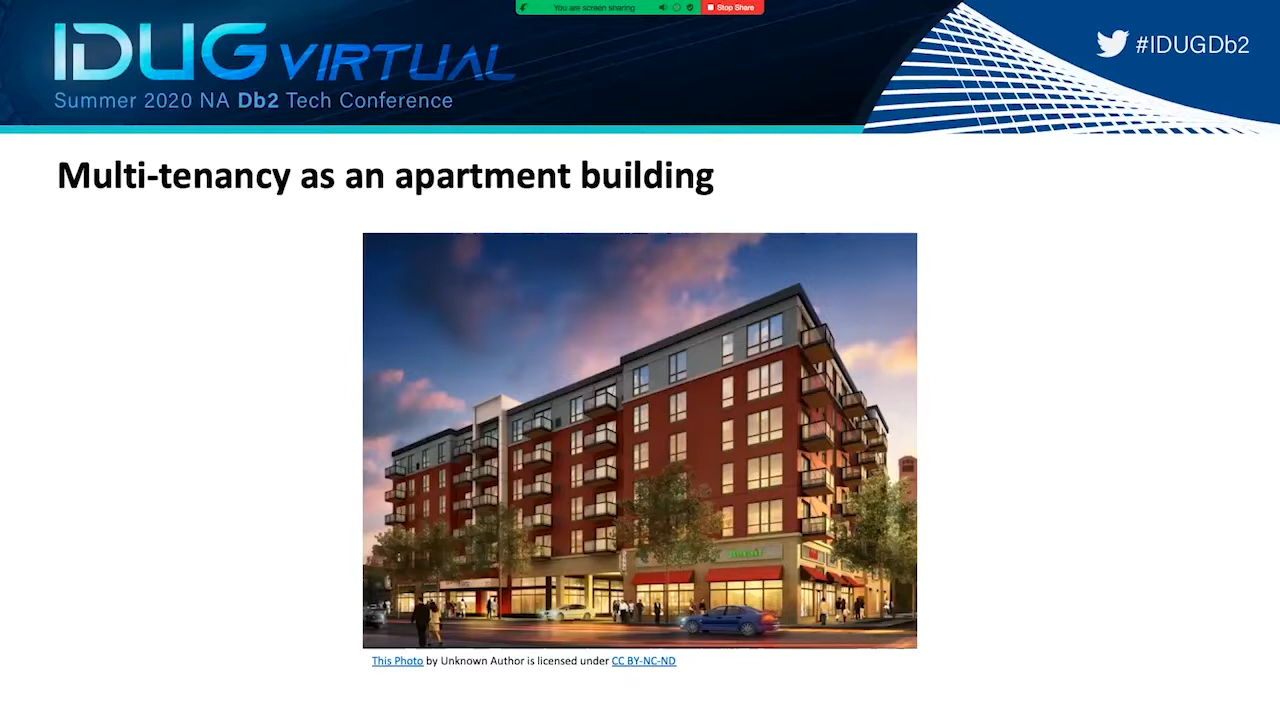 You are screen sharing
Stop Share
IDUG VIRTUAL
Summer 2020 NA Db2 Tech Conference
#IDUGDb2
Multi-tenancy as an apartment building
This Photo by Unknown Author is licensed under CC BY-NC-ND